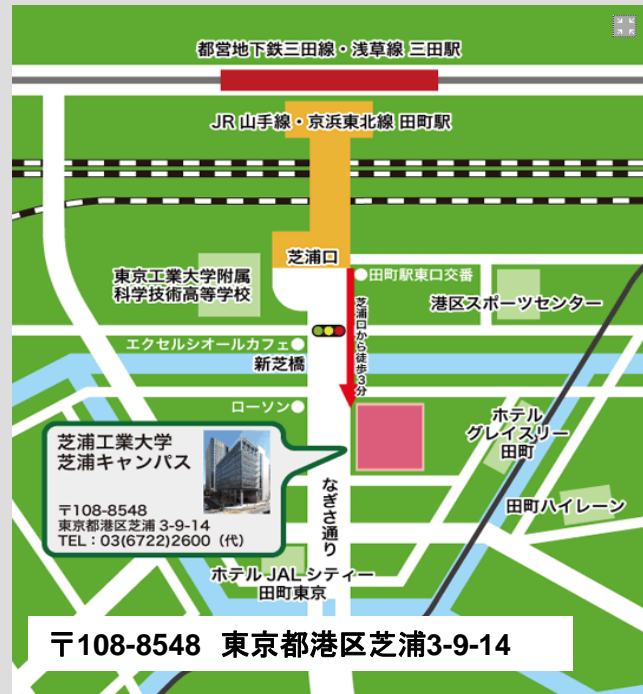 都営地下鉄三田線・浅草線 三田駅
JR 山手線・京浜東北線 田町駅
芝浦口
田町駅東口交番
東京工業大学附属
科学技術高等学校
港区スポーツセンター
芝浦口から徒歩3分
エクセルシオールカフェ
新芝橋
ローソン
ホテル
グレイスリー
田町
芝浦工業大学
芝浦キャンパス
〒108-8548
東京都港区芝浦 3-9-14
TEL：03(6722)2600（代）
なぎさ通り
田町ハイレーン
ホテル JAL シティー
田町東京
〒108-8548 東京都港区芝浦3-9-14